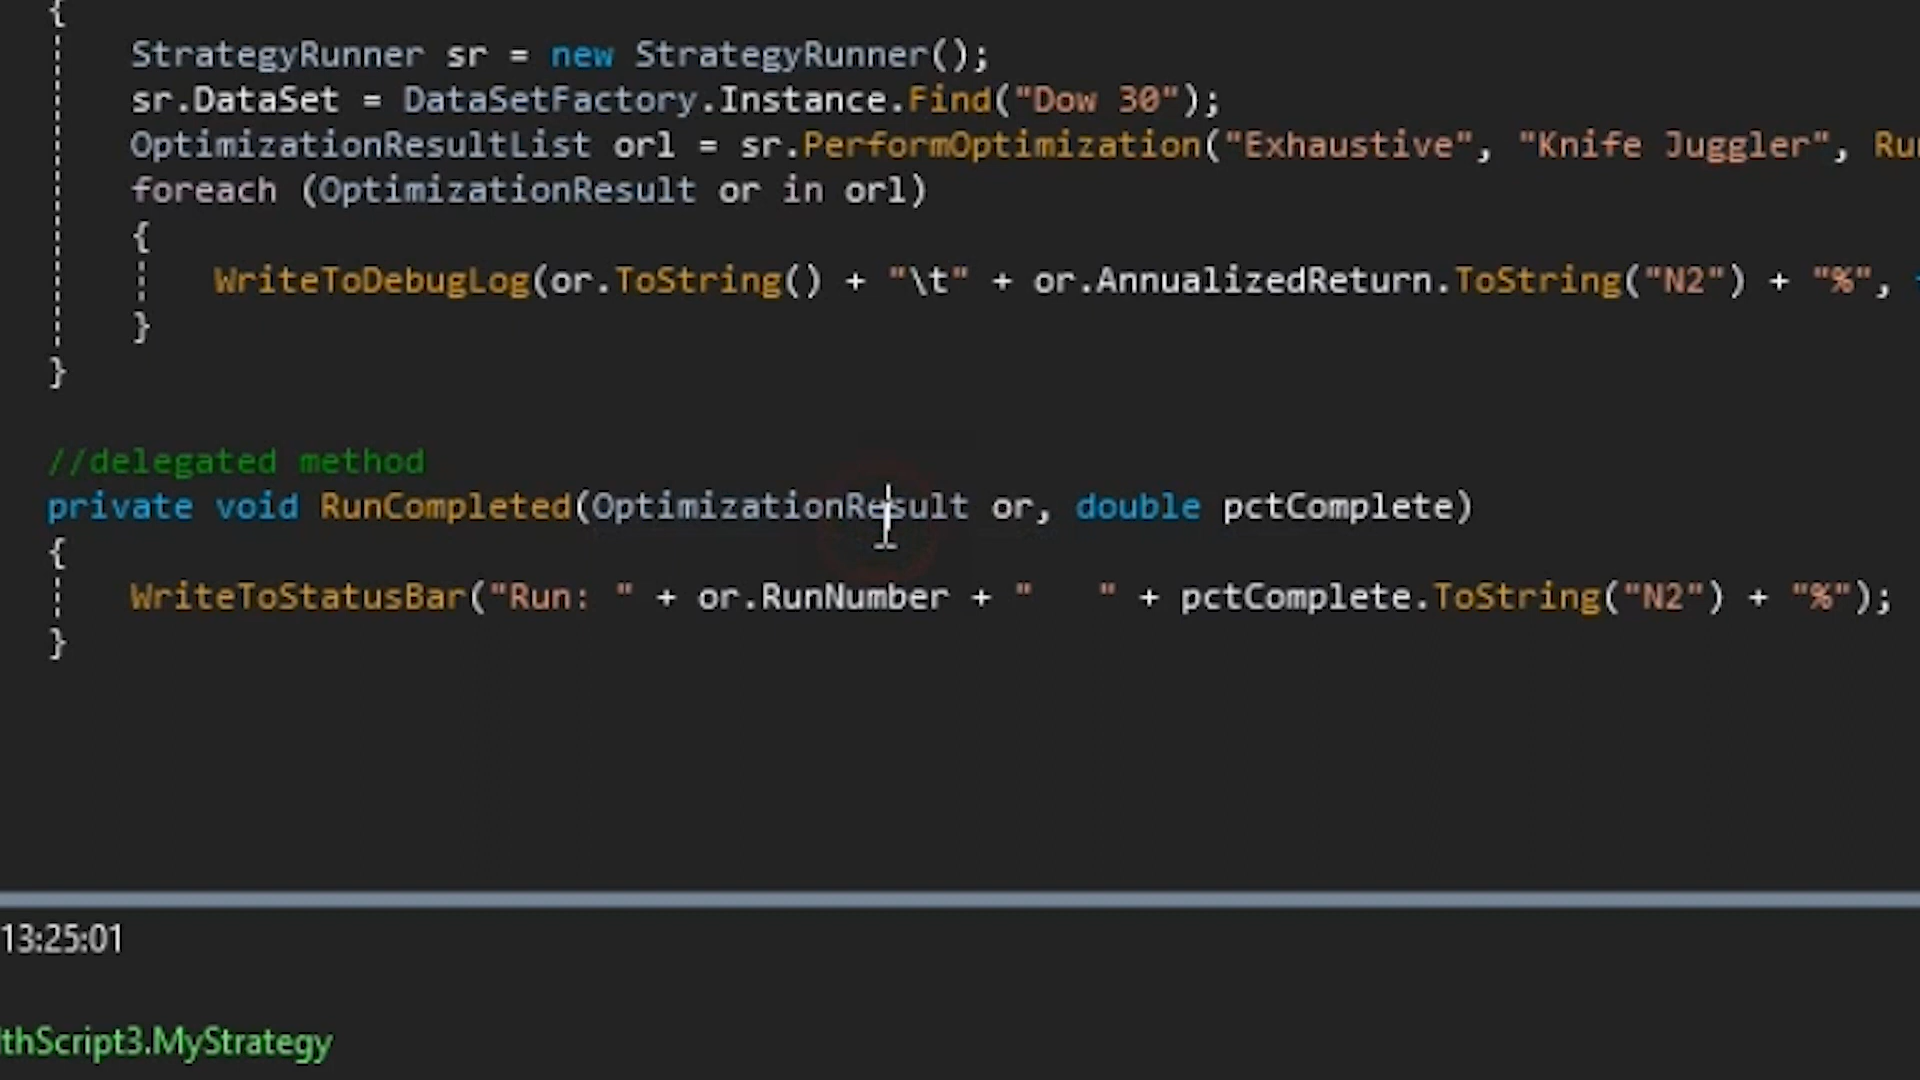 {
StrategyRunner sr = new StrategyRunner();
sr.DataSet = DataSetFactory.Instance.Find("Dow 30");
OptimizationResultList orl = sr.PerformOptimization("Exhaustive", "Knife Juggler",
foreach (OptimizationResult or in orl)
{
WriteToDebugLog(or.ToString() + "\t" + or.AnnualizedReturn.ToString("N2") + "%",
}
}
//delegated method
private void RunCompleted(OptimizationResult or, double pctComplete)
{
WriteToStatusBar("Run: " + or.RunNumber + "   " + pctComplete.ToString("N2") + "%");
}
13:25:01
lthScript3.MyStrategy